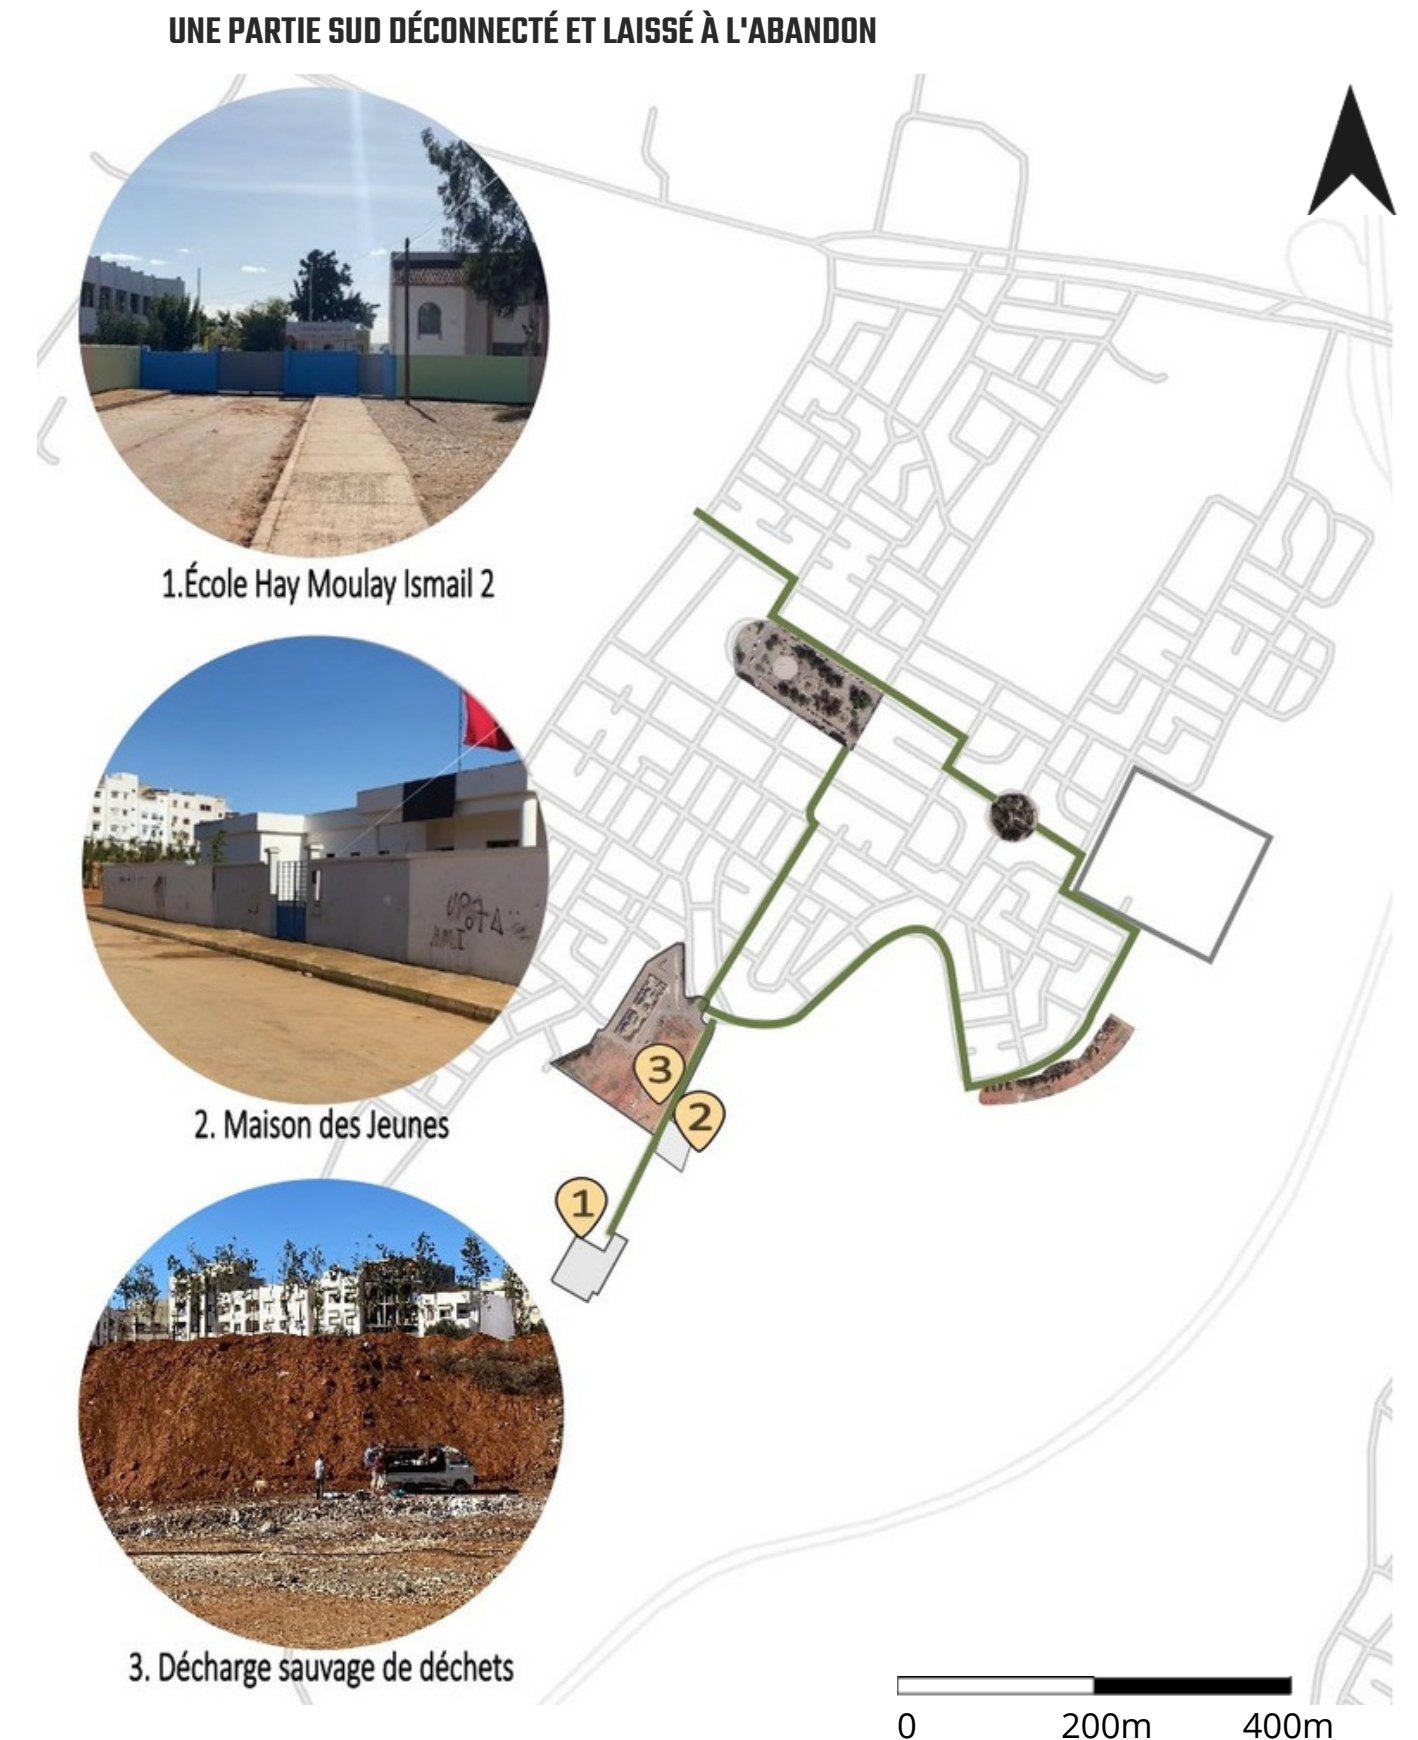 UNE PARTIE SUD DÉCONNECTÉ ET LAISSÉ À L'ABANDON
1.École Hay Moulay Ismail 2
2. Maison des Jeunes
3
2
1
3. Décharge sauvage de déchets
0 200m 400m